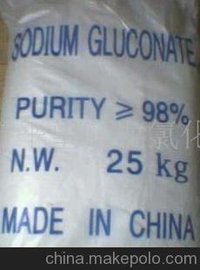 SODIUM GLUCONATE
PURITY ≥ 98%
N.W. 25 kg
MADE IN CHINA
china.makepolo.com